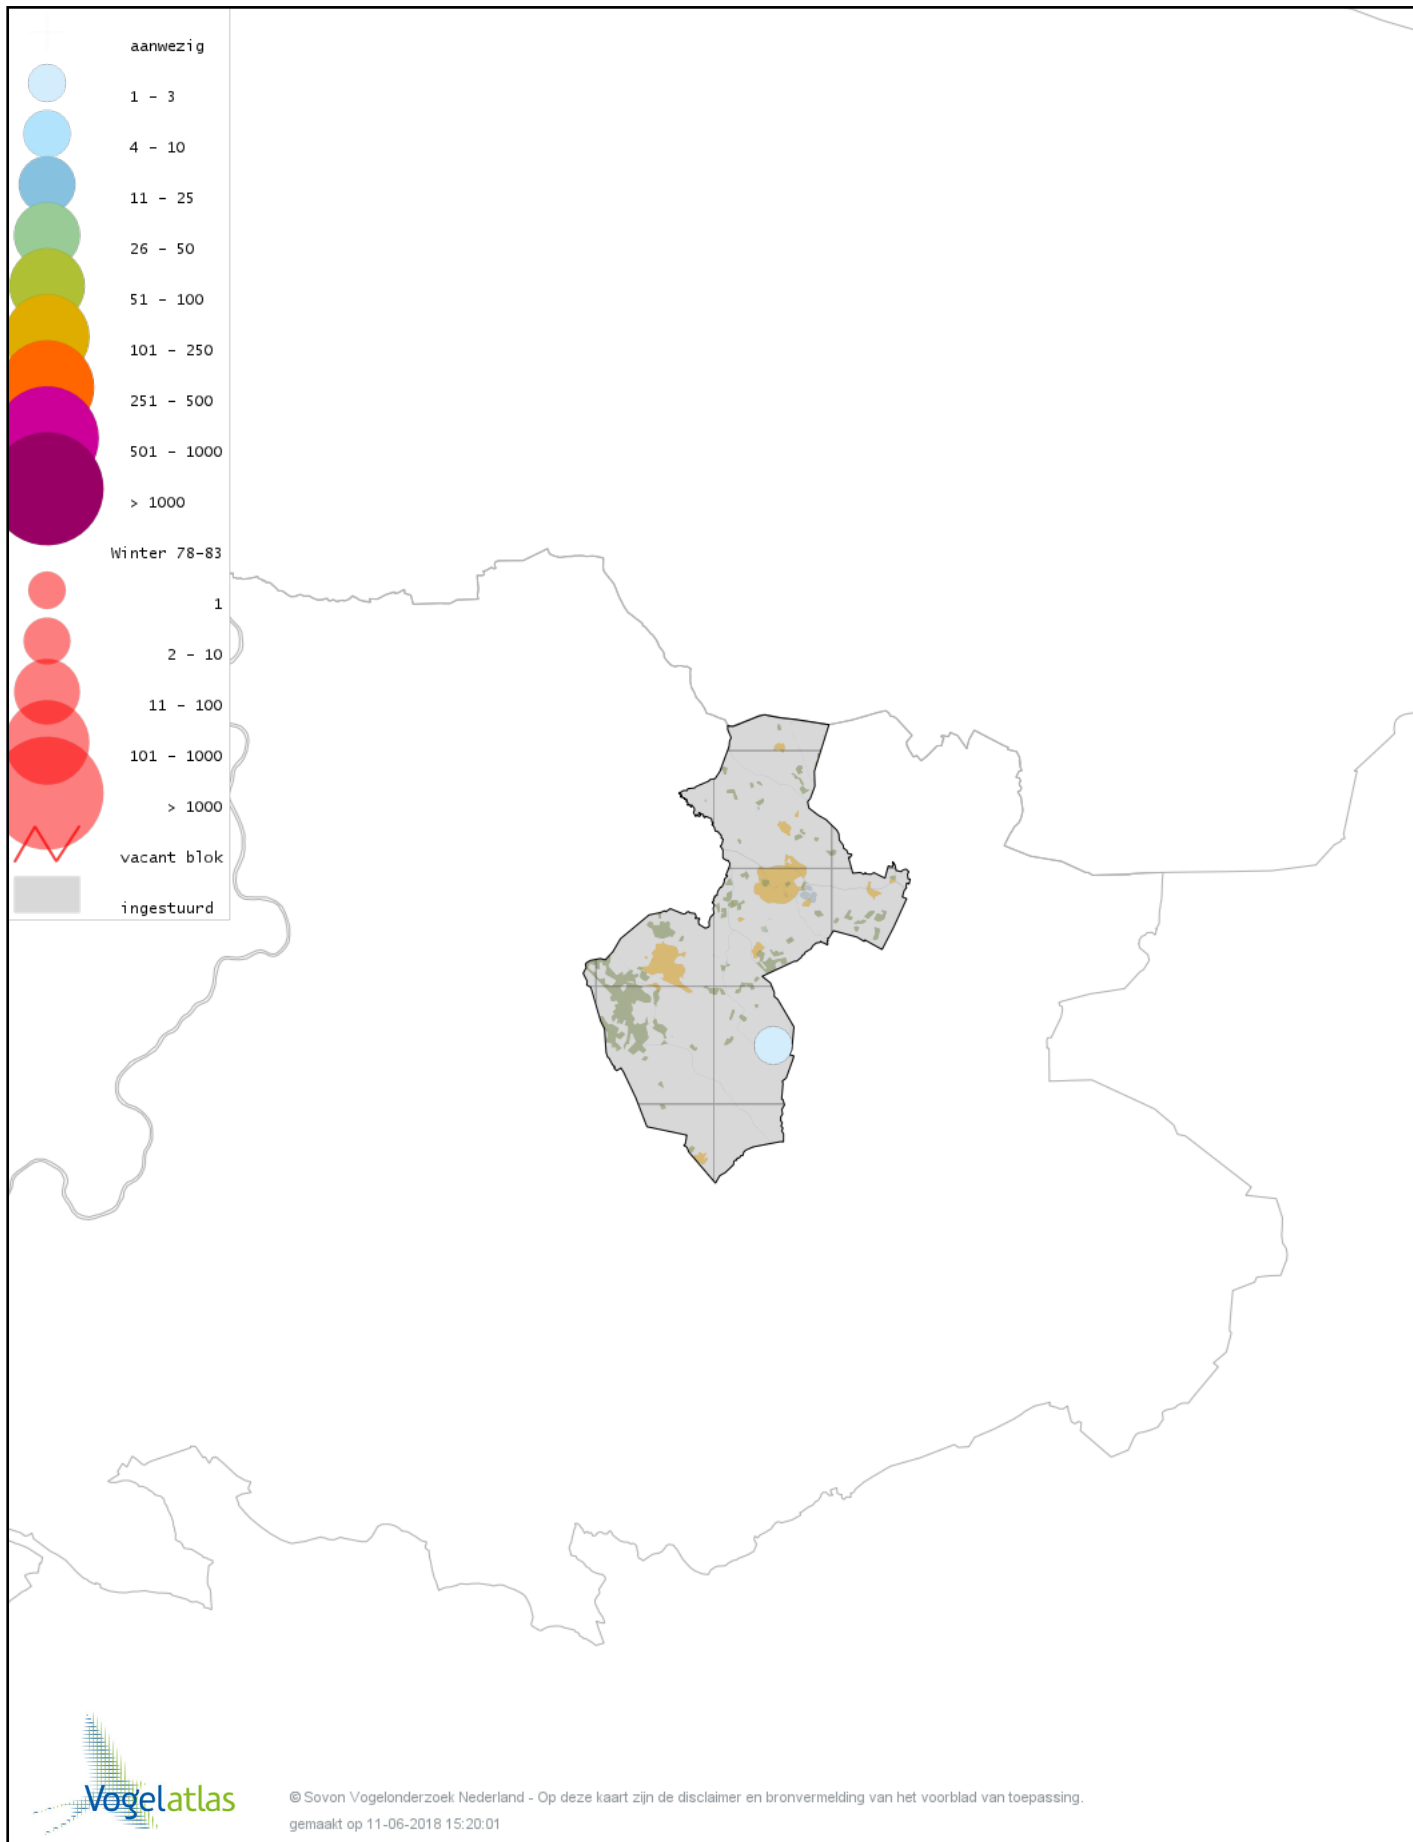 aanwezig
1 - 3
4 - 10
11 - 25
26 - 50
51 - 100
101 - 250
251 - 500
501 - 1000
> 1000
Winter 78-83
1
2 - 10
11 - 100
101 - 1000
> 1000
vacant blok
ingestuurd
Vogelatlas
© Sovon Vogelonderzoek Nederland - Op deze kaart zijn de disclaimer en bronvermelding van het voorblad van toepassing.
gemaakt op 11-06-2018 15:20:01